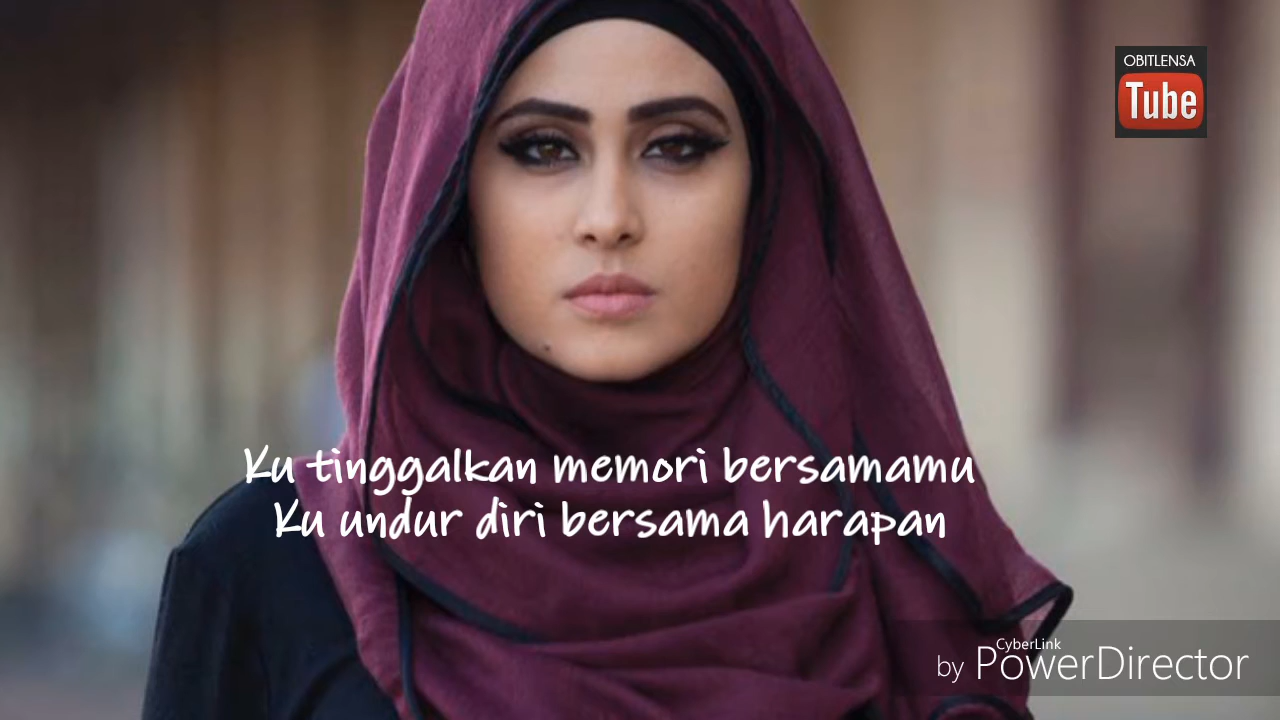 OBITLENSA
Tube
Ku tinggalkan memori bersamamu
Ku undur diri bersama harapan
CyberLink
by PowerDirector